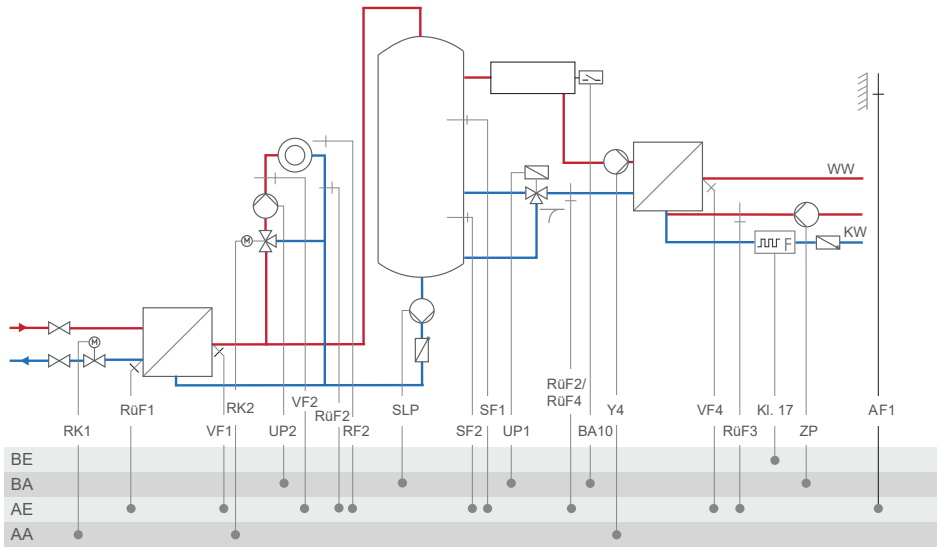 WW
KW
F
M
M
RK1
RüF1
VF1
RK2
UP2
VF2
RüF2
RF2
SLP
SF2
SF1
UP1
RüF2/
RüF4
BA10
Y4
VF4
RüF3
Kl. 17
ZP
AF1
BE
BA
AE
AA